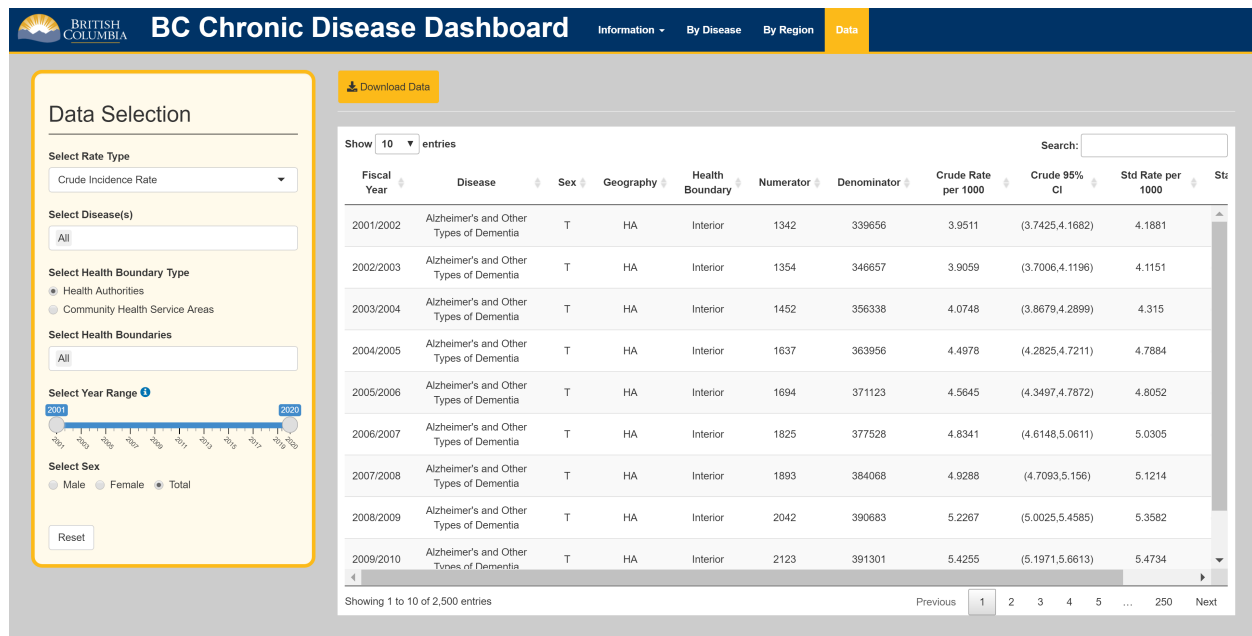 BRITISH COLUMBIA
BC Chronic Disease Dashboard
Information
By Disease
By Region
Data
Data Selection
Select Rate Type
Crude Incidence Rate
Select Disease(s)
All
Select Health Boundary Type
Health Authorities
Community Health Service Areas
Select Health Boundaries
All
Select Year Range
2001 2020
2001 2003 2005 2007 2009 2011 2013 2015 2017 2019 2020
Select Sex
Male Female Total
Reset
Download Data
Show 10 entries
Search:
Fiscal Year Disease Sex Geography Health Boundary Numerator Denominator Crude Rate per 1000 Crude 95% CI Std Rate per 1000 Sta
2001/2002 Alzheimer's and Other Types of Dementia T HA Interior 1342 339656 3.9511 (3.7425,4.1682) 4.1881
2002/2003 Alzheimer's and Other Types of Dementia T HA Interior 1354 346657 3.9059 (3.7006,4.1196) 4.1151
2003/2004 Alzheimer's and Other Types of Dementia T HA Interior 1452 356338 4.0748 (3.8679,4.2899) 4.315
2004/2005 Alzheimer's and Other Types of Dementia T HA Interior 1637 363956 4.4978 (4.2825,4.7211) 4.7884
2005/2006 Alzheimer's and Other Types of Dementia T HA Interior 1694 371123 4.5645 (4.3497,4.7872) 4.8052
2006/2007 Alzheimer's and Other Types of Dementia T HA Interior 1825 377528 4.8341 (4.6148,5.0611) 5.0305
2007/2008 Alzheimer's and Other Types of Dementia T HA Interior 1893 384068 4.9288 (4.7093,5.156) 5.1214
2008/2009 Alzheimer's and Other Types of Dementia T HA Interior 2042 390683 5.2267 (5.0025,5.4585) 5.3582
2009/2010 Alzheimer's and Other Types of Dementia T HA Interior 2123 391301 5.4255 (5.1971,5.6613) 5.4734
Showing 1 to 10 of 2,500 entries
Previous 1 2 3 4 5 … 250 Next